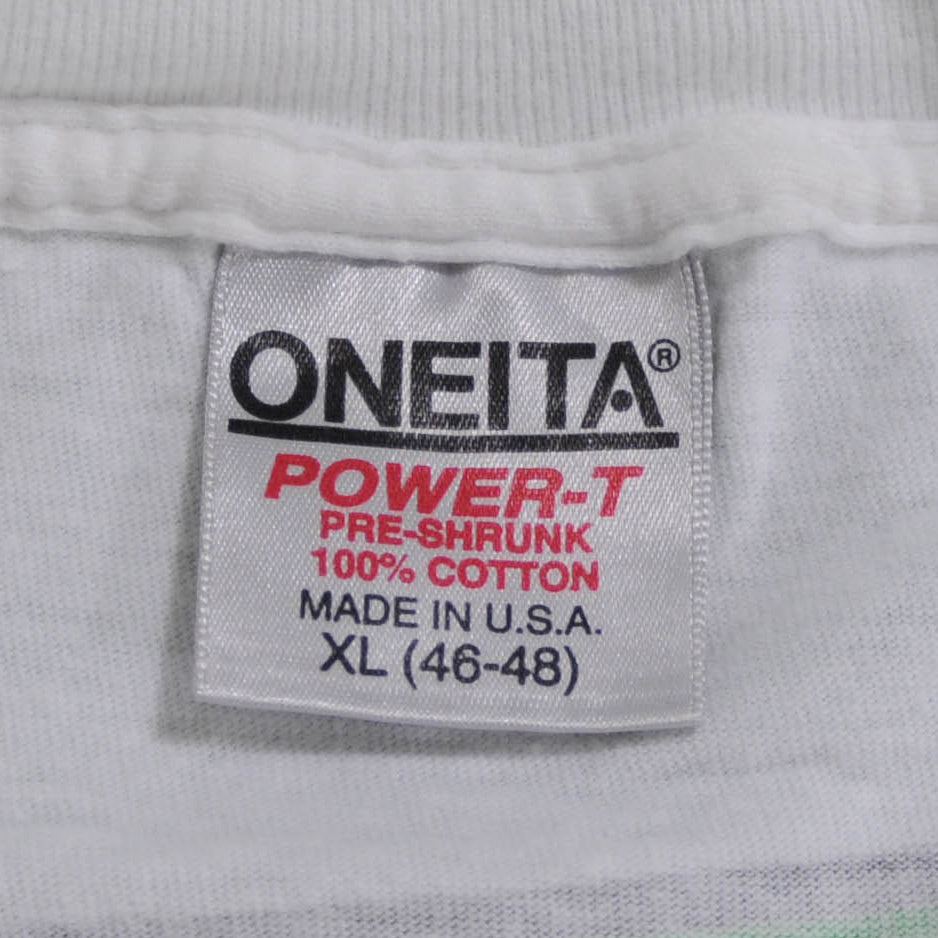 ONEITA®
POWER-T
PRE-SHRUNK
100% COTTON
MADE IN U.S.A.
XL (46-48)